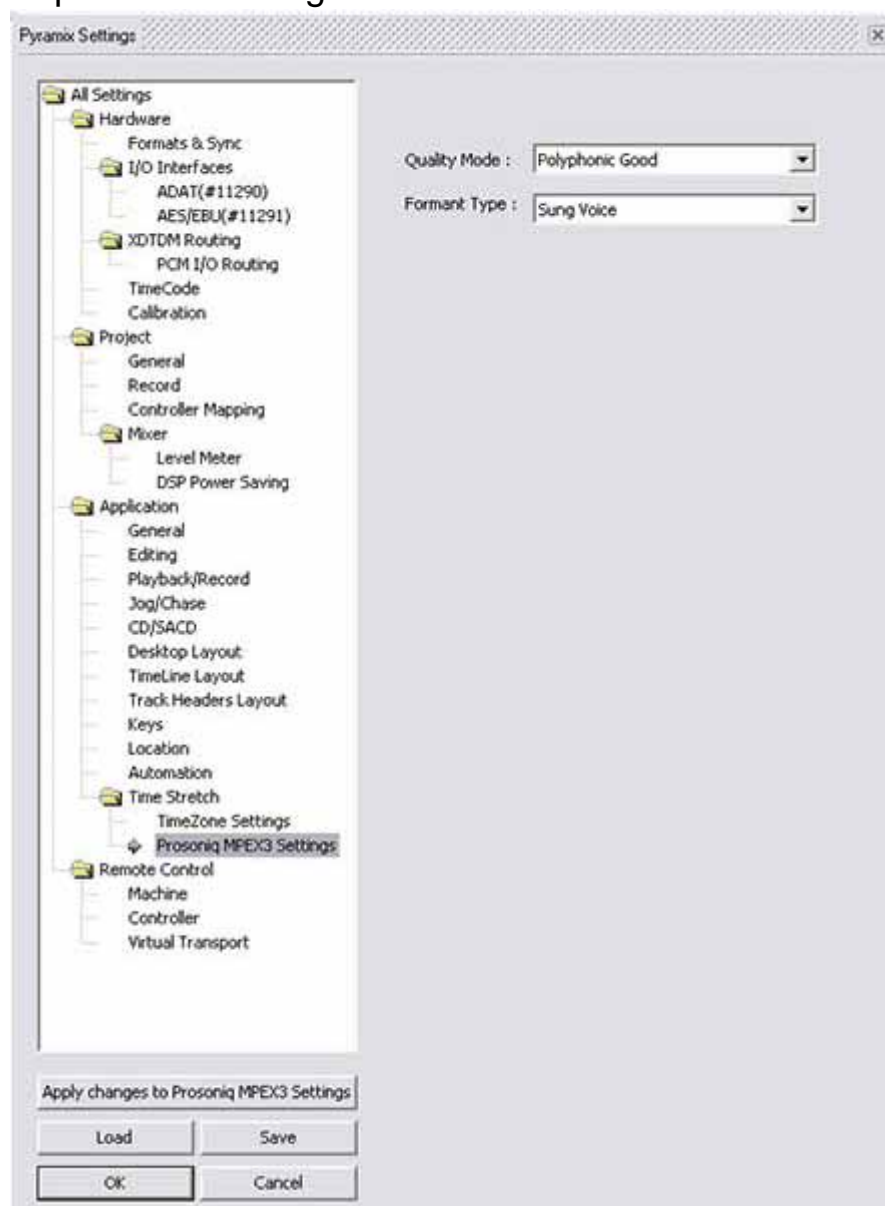 Pyramix Settings
All Settings
Hardware
Formats & Sync
I/O Interfaces
ADAT(#11290)
AES/EBU(#11291)
XDTDM Routing
PCM I/O Routing
TimeCode
Calibration
Project
General
Record
Controller Mapping
Mixer
Level Meter
DSP Power Saving
Application
General
Editing
Playback/Record
Jog/Chase
CD/SACD
Desktop Layout
TimeLine Layout
Track Headers Layout
Keys
Location
Automation
Time Stretch
TimeZone Settings
Prosoniq MPEX3 Settings
Remote Control
Machine
Controller
Virtual Transport
Quality Mode : Polyphonic Good
Formant Type : Sung Voice
Apply changes to Prosoniq MPEX3 Settings
Load Save
OK Cancel